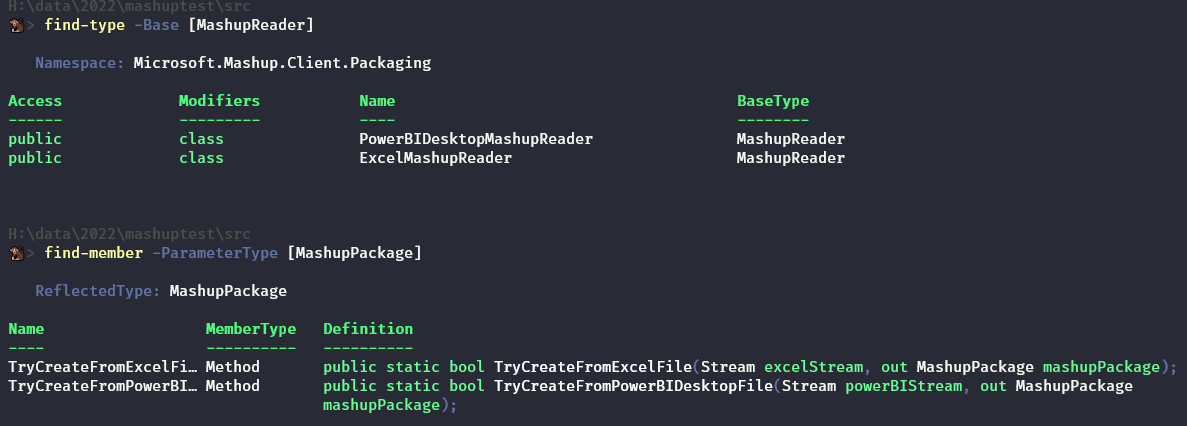 H:\data\2022\mashuptest\src
> find-type -Base [MashupReader]
Namespace: Microsoft.Mashup.Client.Packaging
Access Modifiers Name BaseType
------ --------- ---- --------
public class PowerBIDesktopMashupReader MashupReader
public class ExcelMashupReader MashupReader
H:\data\2022\mashuptest\src
> find-member -ParameterType [MashupPackage]
ReflectedType: MashupPackage
Name MemberType Definition
---- ---------- ----------
TryCreateFromExcelFi… Method public static bool TryCreateFromExcelFile(Stream excelStream, out MashupPackage mashupPackage);
TryCreateFromPowerBI… Method public static bool TryCreateFromPowerBIDesktopFile(Stream powerBIStream, out MashupPackage
mashupPackage);